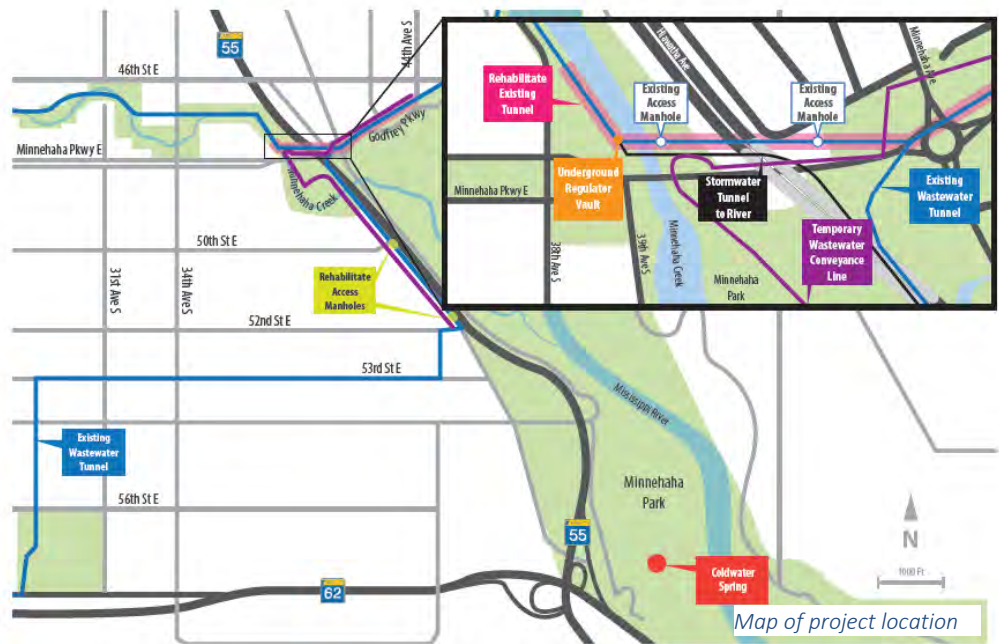 55
46th St E
44th Ave S
Godfrey Pkwy
Minnehaha Pkwy E
Minnehaha Creek
50th St E
31st Ave S
34th Ave S
Rehabilitate
Access
Manholes
52nd St E
53rd St E
Existing
Wastewater
Tunnel
56th St E
62
55
Mississippi River
Minnehaha
Park
Coldwater
Spring
N
1000 Ft
Map of project location
Rehabilitate
Existing
Tunnel
Hiawatha Ave
Existing
Access
Manhole
Existing
Access
Manhole
Minnehaha Ave
Minnehaha Pkwy E
Underground
Regulator
Vault
Stormwater
Tunnel
to River
Existing
Wastewater
Tunnel
Temporary
Wastewater
Conveyance
Line
38th Ave S
39th Ave S
Minnehaha Creek
Minnehaha
Park